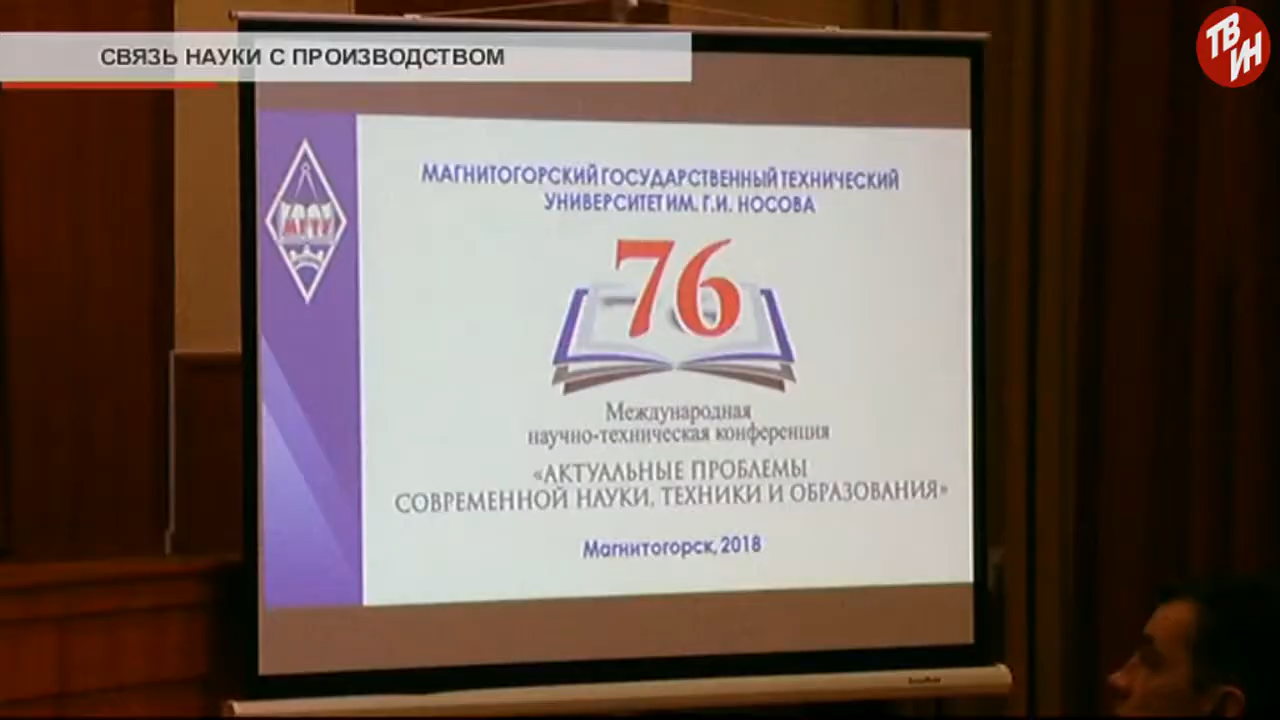 СВЯЗЬ НАУКИ С ПРОИЗВОДСТВОМ
ТВ
ИН
МАГНИТОГОРСКИЙ ГОСУДАРСТВЕННЫЙ ТЕХНИЧЕСКИЙ
УНИВЕРСИТЕТ ИМ. Г.И. НОСОВА
МГТУ
76
Международная
научно-техническая конференция
«АКТУАЛЬНЫЕ ПРОБЛЕМЫ
СОВРЕМЕННОЙ НАУКИ, ТЕХНИКИ И ОБРАЗОВАНИЯ»
Магнитогорск, 2018